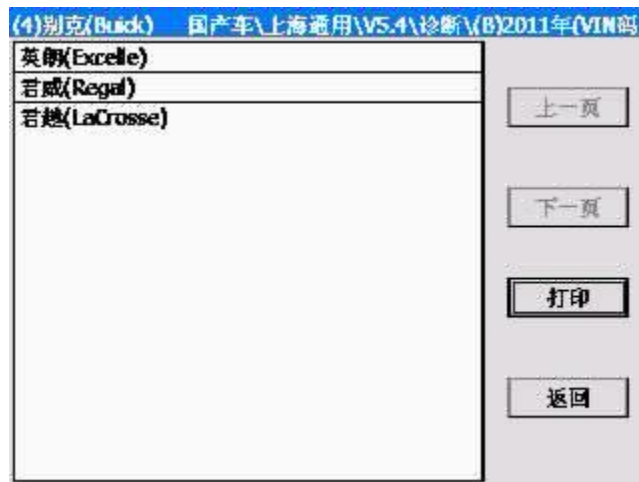 (4)别克(Buick) 国产车\上海通用\V5.4\诊断\(B)2011年(VIN码
英朗(Excelle)
君威(Regal)
君越(LaCrosse)
上一页
下一页
打印
返回